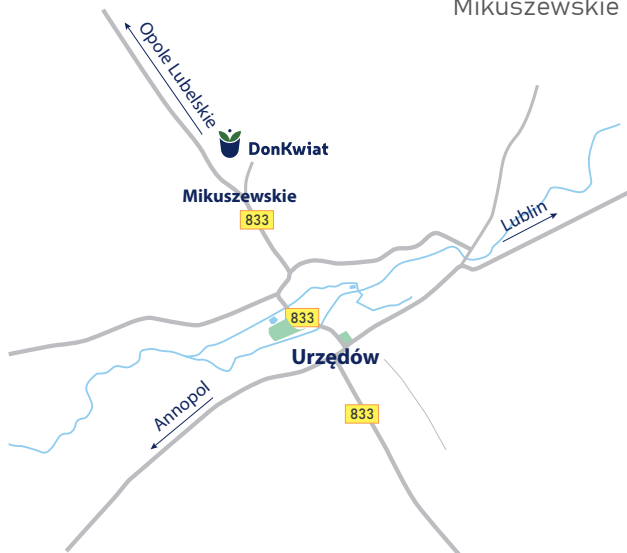 Mikuszewskie
Opole Lubelskie
DonKwiat
Mikuszewskie
833
Lublin
833
Urzędów
Annopol
833